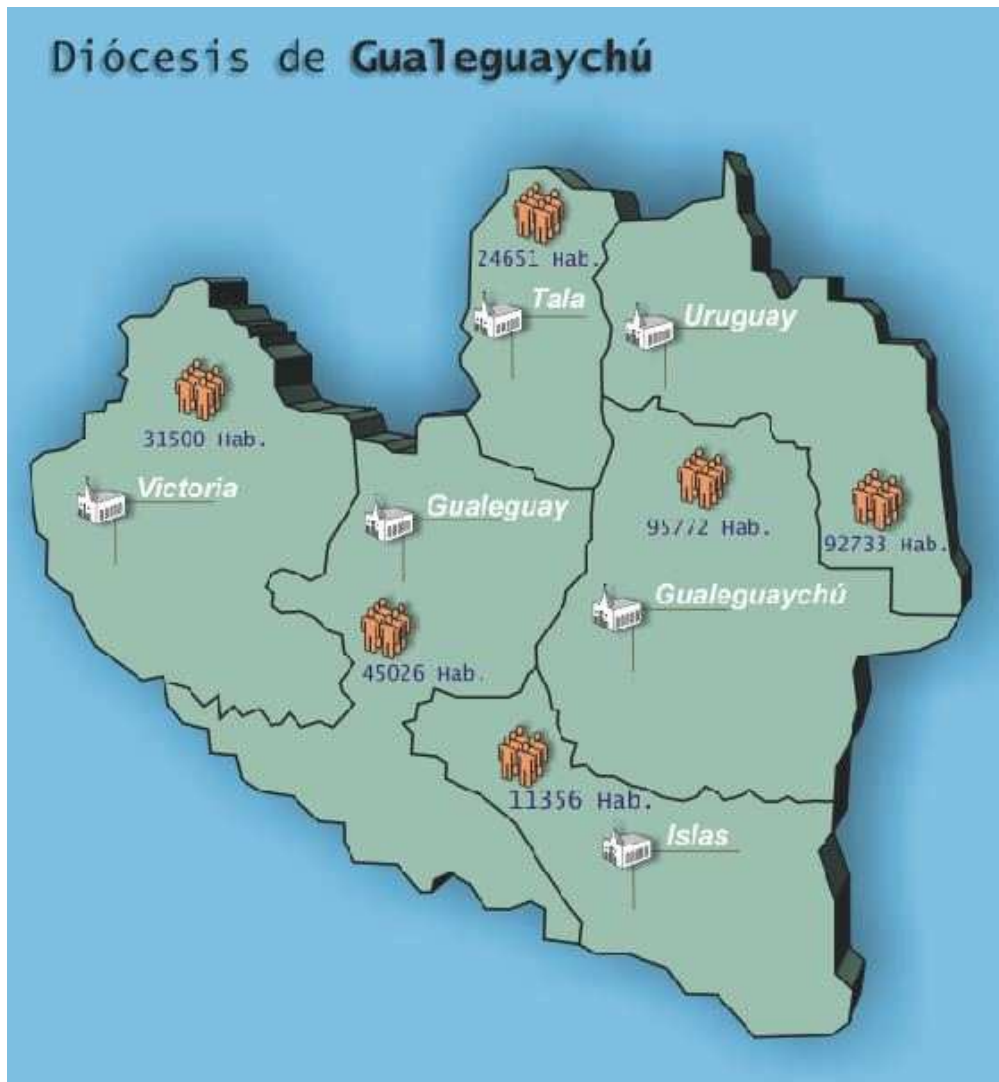 Diócesis de Gualeguaychú
24651 Hab.
Tala
Uruguay
31500 Hab.
Victoria
Gualeguay
95772 Hab.
92733 Hab.
Gualeguaychú
45026 Hab.
11356 Hab.
Islas